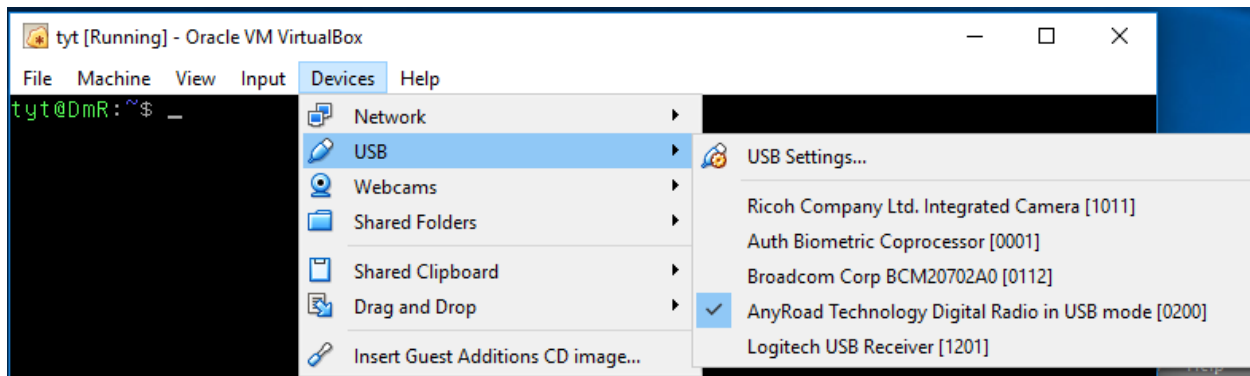 tyt [Running] - Oracle VM VirtualBox
File Machine View Input Devices Help
tyt@DmR:~$ _
Network
USB
Webcams
Shared Folders
Shared Clipboard
Drag and Drop
Insert Guest Additions CD image...
USB Settings...
Ricoh Company Ltd. Integrated Camera [1011]
Auth Biometric Coprocessor [0001]
Broadcom Corp BCM20702A0 [0112]
AnyRoad Technology Digital Radio in USB mode [0200]
Logitech USB Receiver [1201]